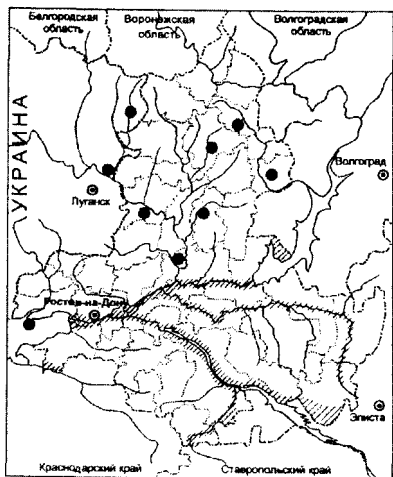 Белгородская
область
Воронежская
область
Волгоградская
область
УКРАИНА
Волгоград
Луганск
Ростов-на-Дону
Элиста
Краснодарский край
Ставропольский край